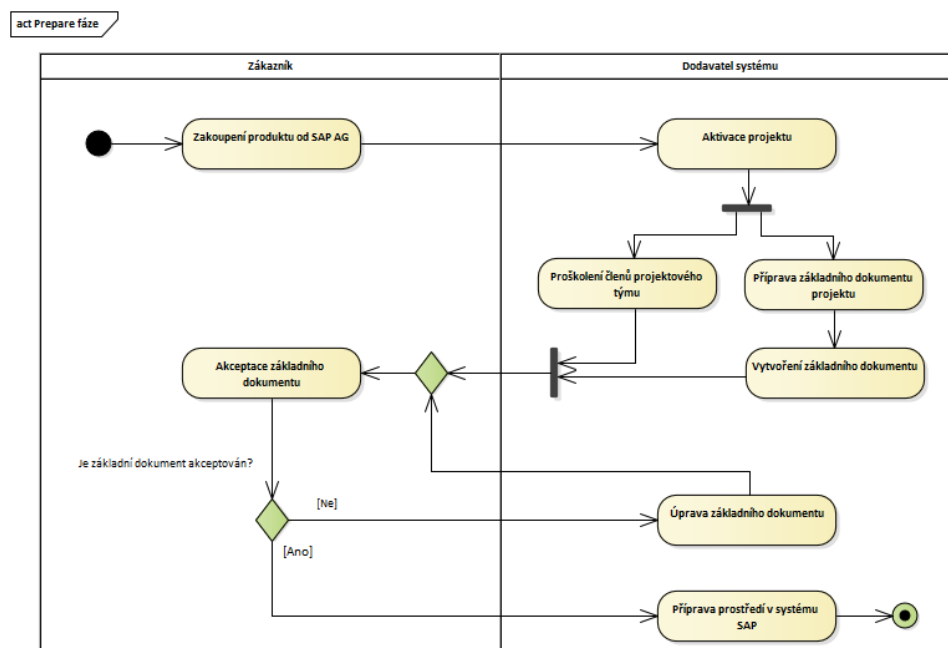 act Prepare fáze
Zákazník
Dodavatel systému
Zakoupení produktu od SAP AG
Aktivace projektu
Proškolení členů projektového
týmu
Příprava základního dokumentu
projektu
Akceptace základního
dokumentu
Vytvoření základního dokumentu
Je základní dokument akceptován?
[Ne]
Úprava základního dokumentu
[Ano]
Příprava prostředí v systému
SAP